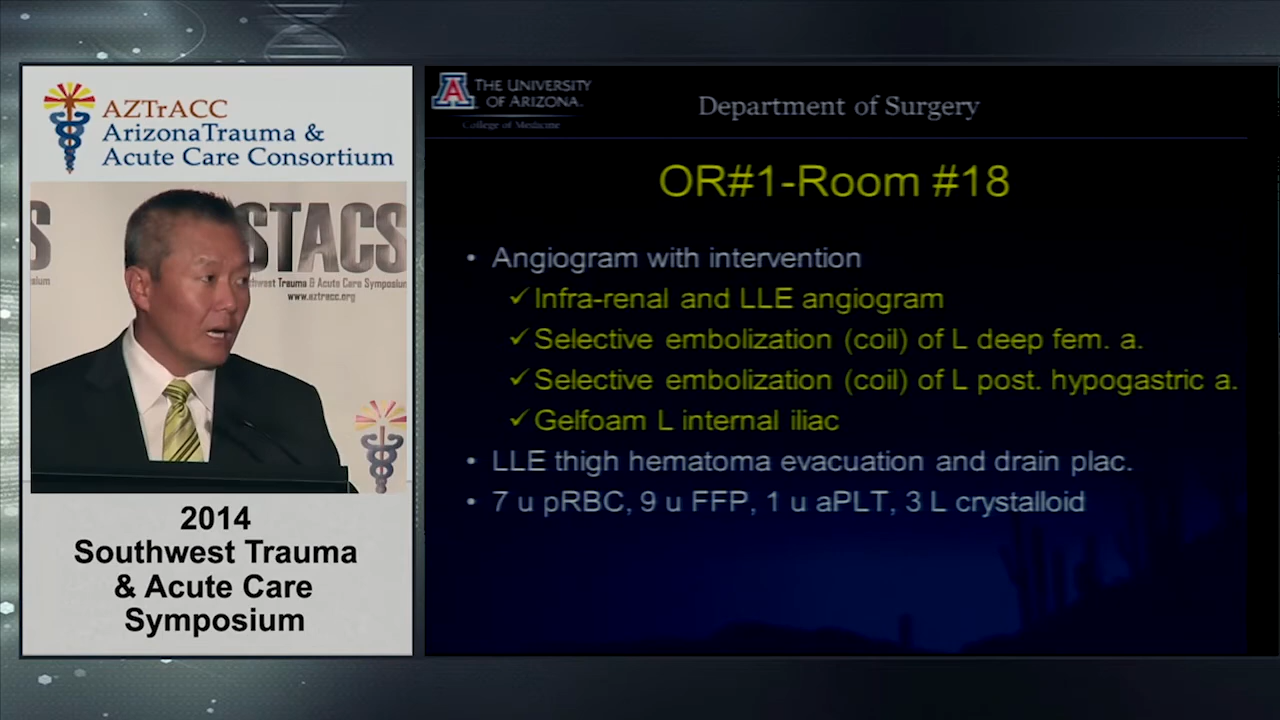 AZTrACC
ArizonaTrauma &
Acute Care Consortium
STACS
Southwest Trauma & Acute Care Symposium
www.aztracc.org
2014
Southwest Trauma
& Acute Care
Symposium
THE UNIVERSITY
OF ARIZONA.
College of Medicine
Department of Surgery
OR#1-Room #18
• Angiogram with intervention
✓ Infra-renal and LLE angiogram
✓ Selective embolization (coil) of L deep fem. a.
✓ Selective embolization (coil) of L post. hypogastric a.
✓ Gelfoam L internal iliac
• LLE thigh hematoma evacuation and drain plac.
• 7 u pRBC, 9 u FFP, 1 u aPLT, 3 L crystalloid